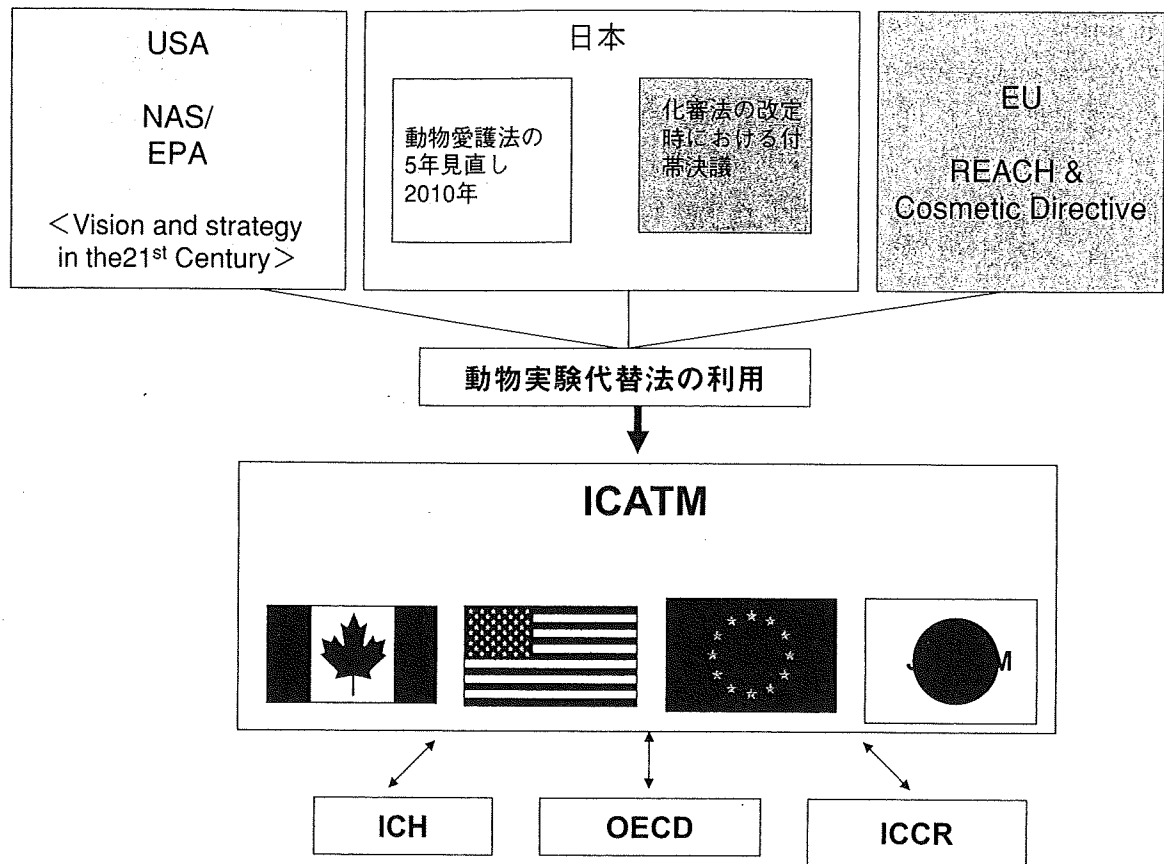 USA
NAS/
EPA
＜Vision and strategy
in the21st Century＞
日本
動物愛護法の
5年見直し
2010年
化審法の改定
時における付
帯決議
EU
REACH &
Cosmetic Directive
動物実験代替法の利用
ICATM
ICH
OECD
ICCR